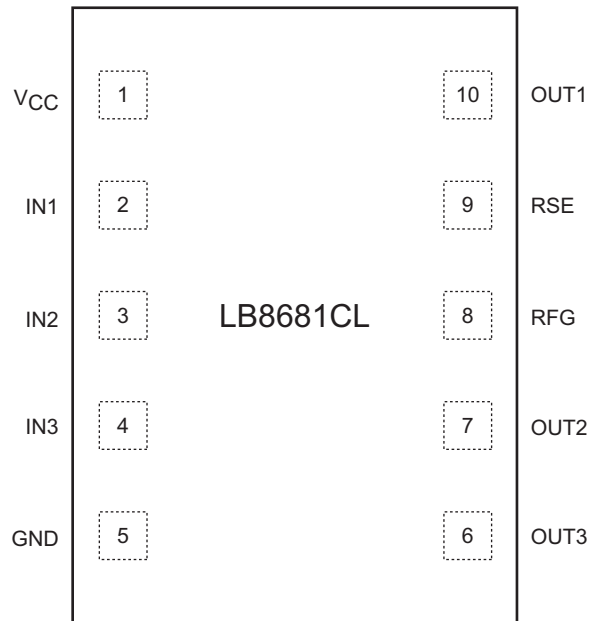 VCC 1 10 OUT1
IN1 2 9 RSE
IN2 3 LB8681CL 8 RFG
IN3 4 7 OUT2
GND 5 6 OUT3